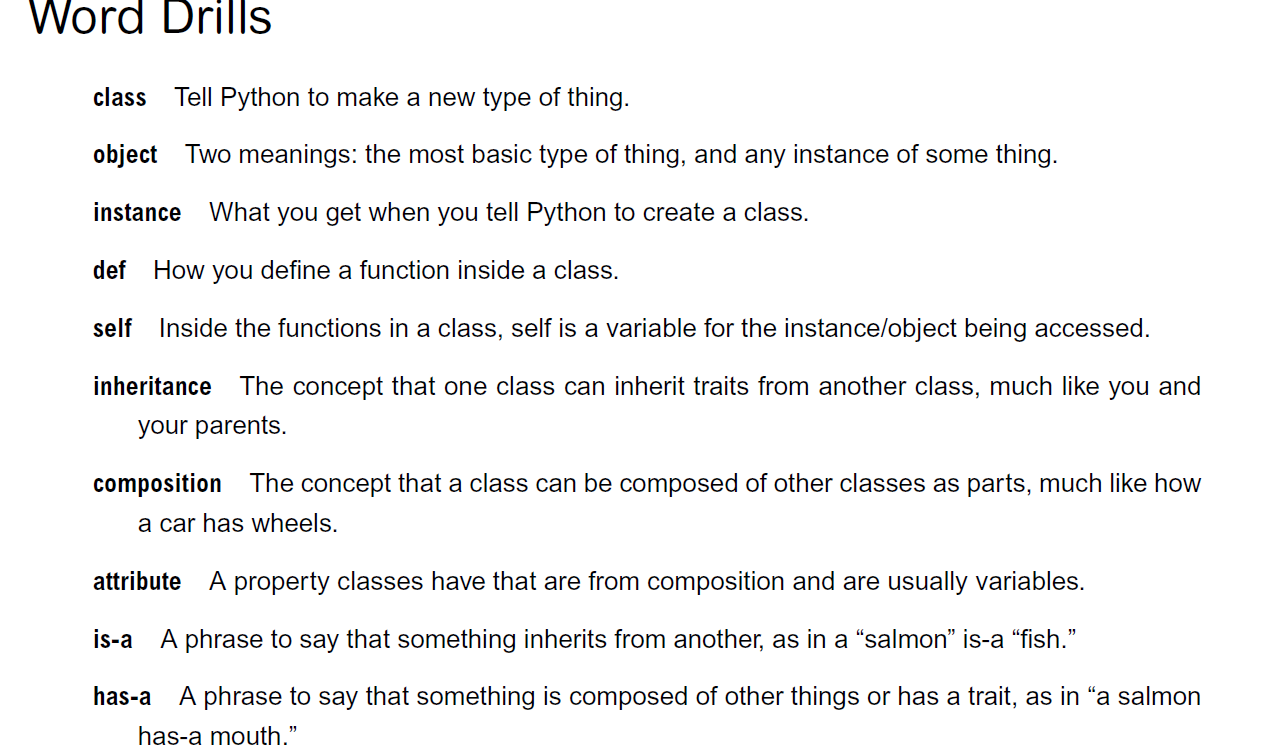 Word Drills
class Tell Python to make a new type of thing.
object Two meanings: the most basic type of thing, and any instance of some thing.
instance What you get when you tell Python to create a class.
def How you define a function inside a class.
self Inside the functions in a class, self is a variable for the instance/object being accessed.
inheritance The concept that one class can inherit traits from another class, much like you and
your parents.
composition The concept that a class can be composed of other classes as parts, much like how
a car has wheels.
attribute A property classes have that are from composition and are usually variables.
is-a A phrase to say that something inherits from another, as in a “salmon” is-a “fish.”
has-a A phrase to say that something is composed of other things or has a trait, as in “a salmon
has-a mouth.”